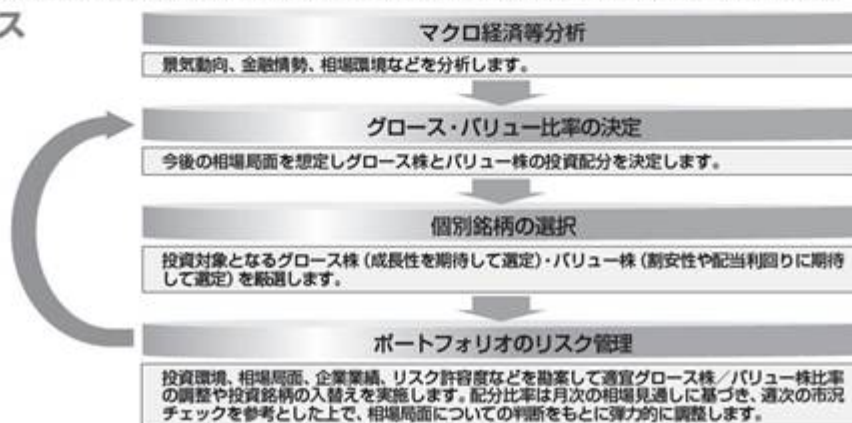 ス
マクロ経済等分析
景気動向、金融情勢、相場環境などを分析します。
グロース・バリュー比率の決定
今後の相場局面を想定しグロース株とバリュー株の投資配分を決定します。
個別銘柄の選択
投資対象となるグロース株（成長性を期待して選定）・バリュー株（割安性や配当利回りに期待
して選定）を厳選します。
ポートフォリオのリスク管理
投資環境、相場局面、企業業績、リスク許容度などを勘案して適宜グロース株／バリュー株比率
の調整や投資銘柄の入替えを実施します。配分比率は月次の相場見通しに基づき、週次の市況
チェックを参考とした上で、相場局面についての判断をもとに弾力的に調整します。